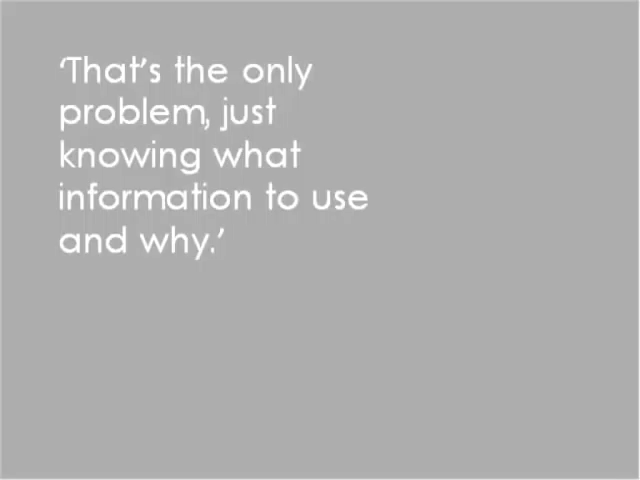 ‘That’s the only
problem, just
knowing what
information to use
and why.’